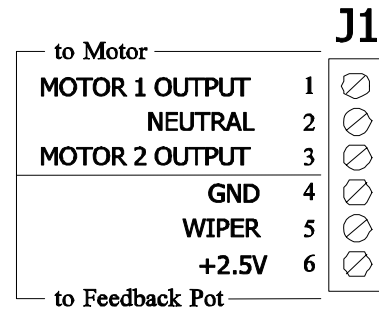 J1
to Motor
MOTOR 1 OUTPUT 1
NEUTRAL 2
MOTOR 2 OUTPUT 3
GND 4
WIPER 5
+2.5V 6
to Feedback Pot